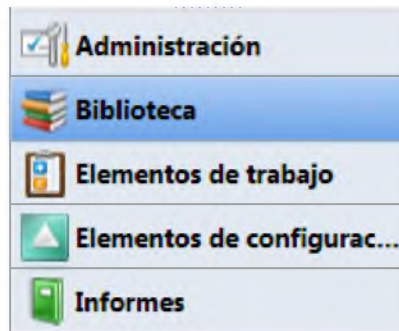 Administración
Biblioteca
Elementos de trabajo
Elementos de configurac...
Informes